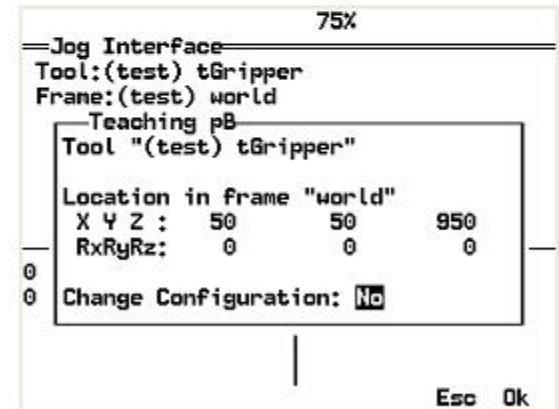 75%
Jog Interface
Tool:(test) tGripper
Frame:(test) world
Teaching pB
Tool "(test) tGripper"
Location in frame "world"
X Y Z : 50 50 950
RxRyRz: 0 0 0
0
0 Change Configuration: No
Esc Ok